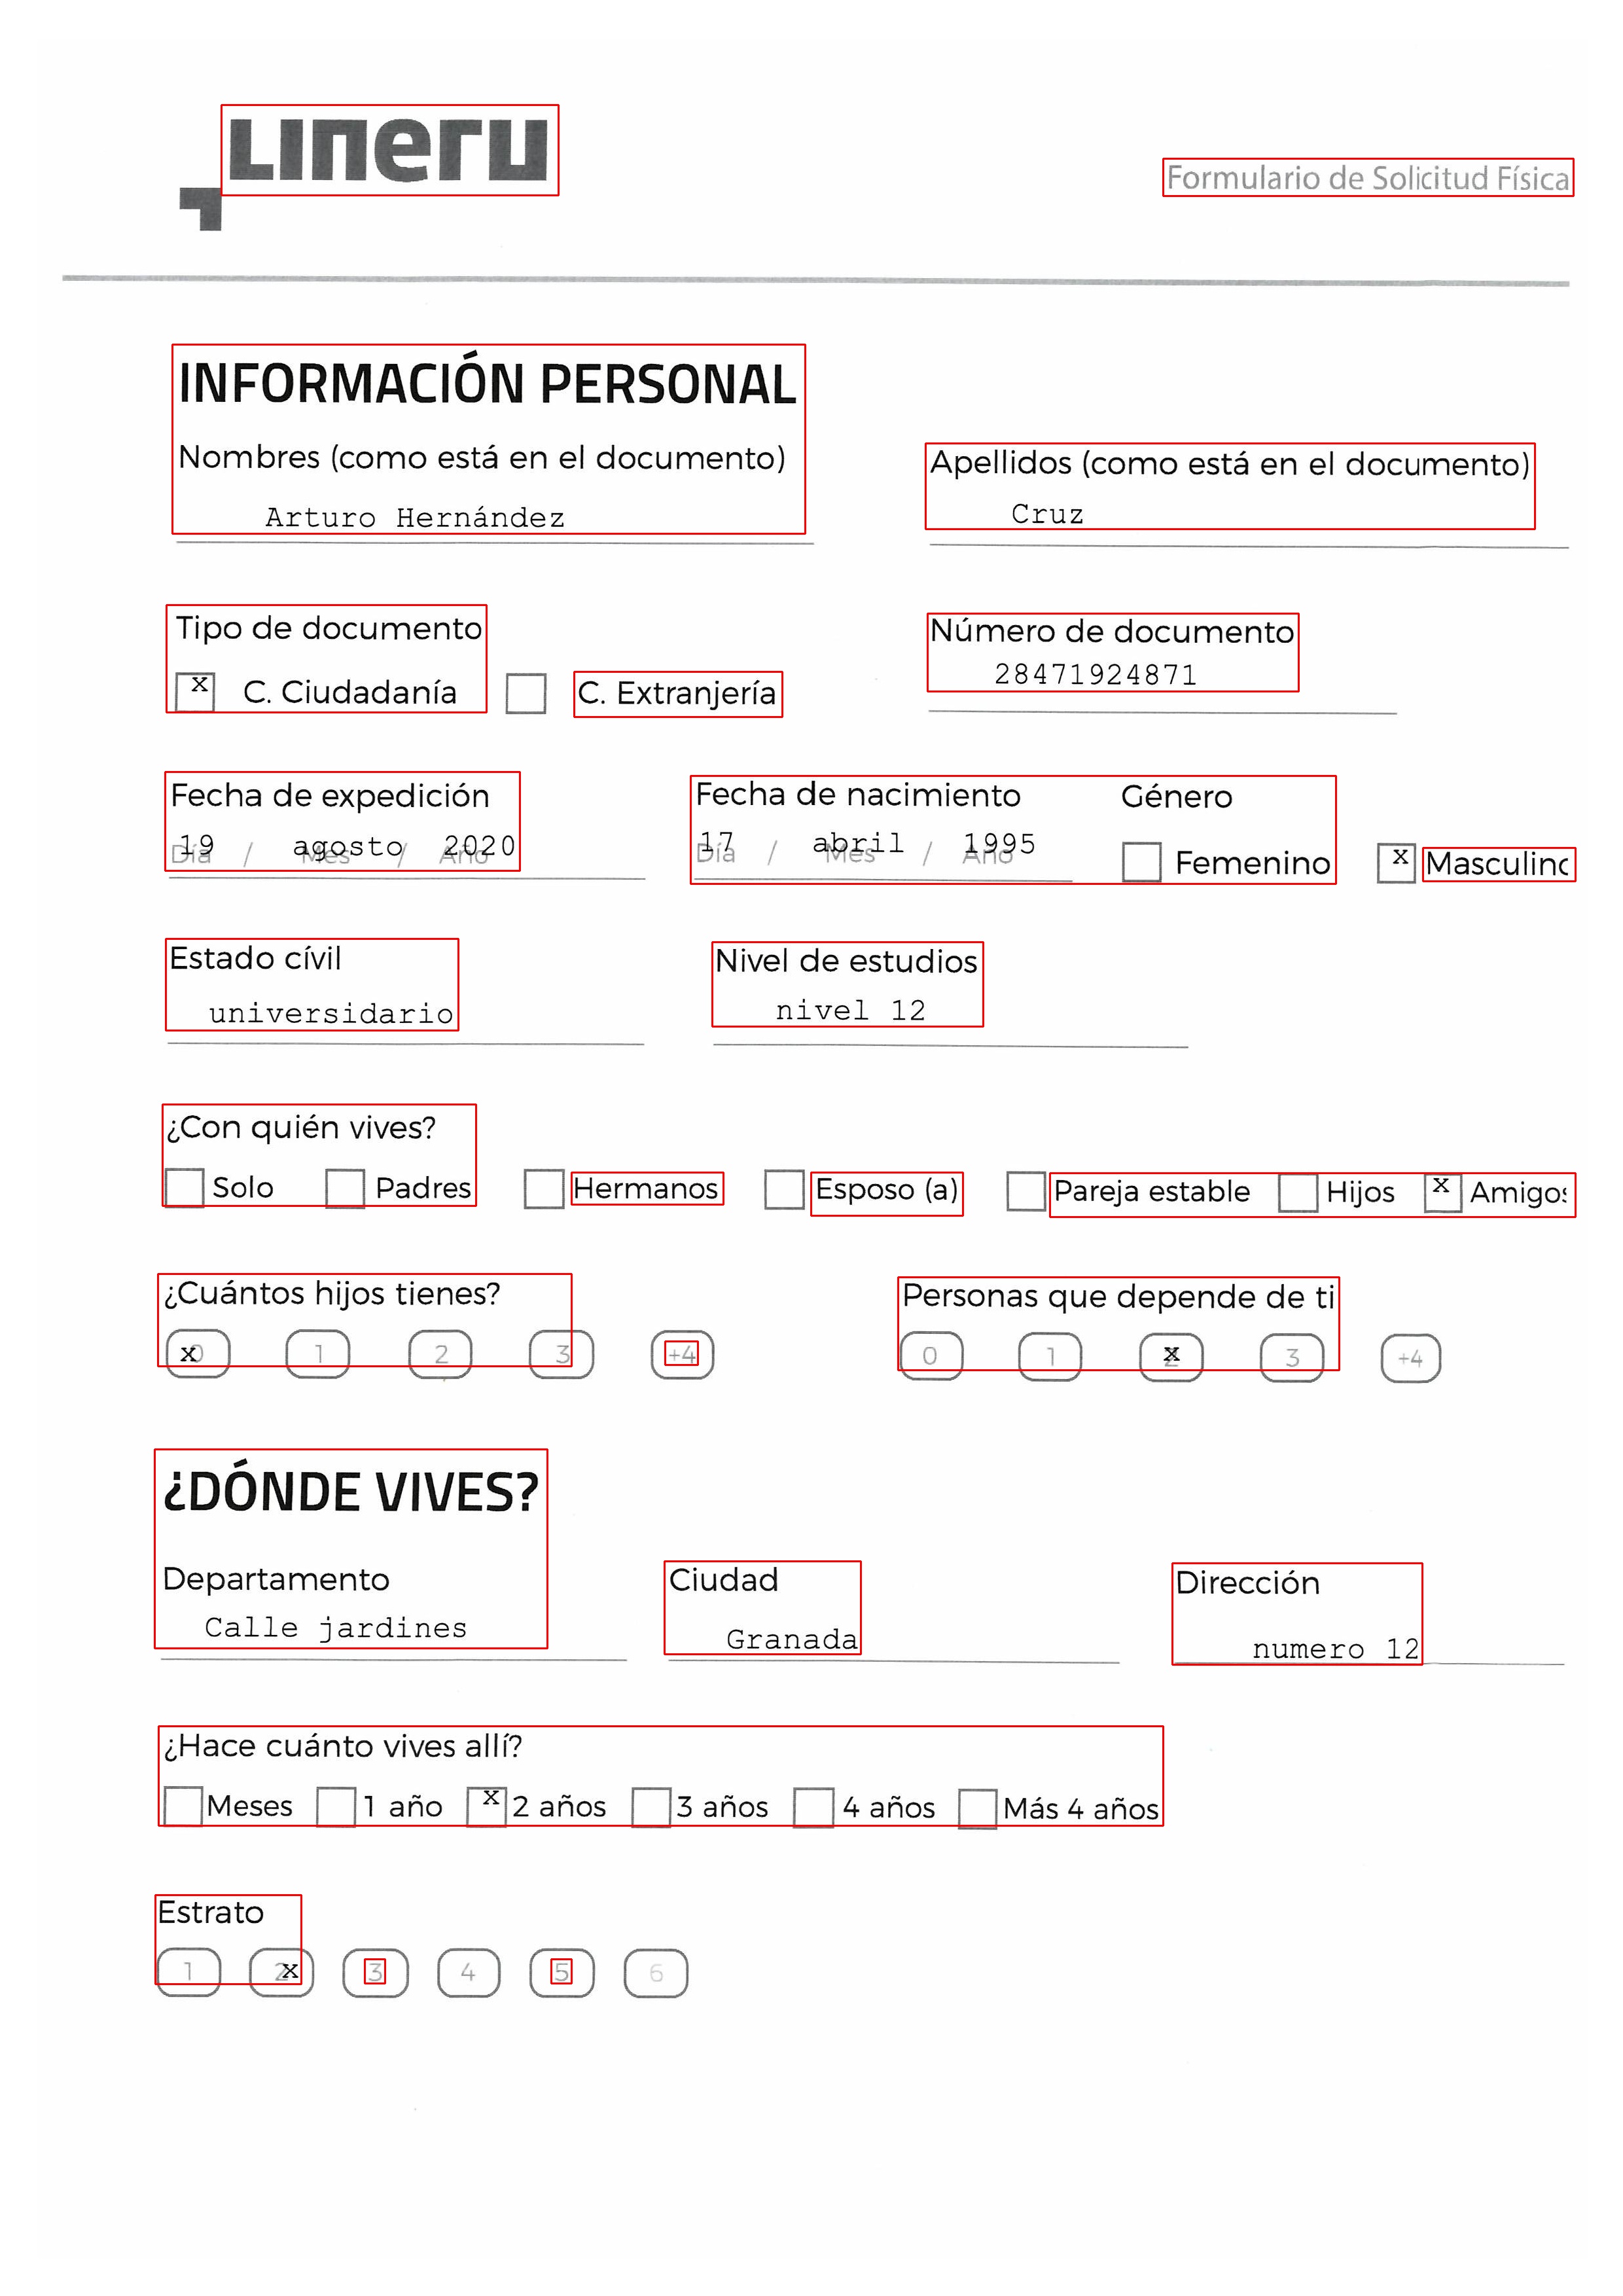 Lineru
Formulario de Solicitud Física
INFORMACIÓN PERSONAL
Nombres (como está en el documento) Apellidos (como está en el documento)
Arturo Hernández Cruz
Tipo de documento Número de documento
x C. Ciudadanía C. Extranjería 28471924871
Fecha de expedición Fecha de nacimiento Género
19 agosto 2020 17 abril 1995
Día / Mes / Año Día / Mes / Año Femenino x Masculino
Estado cívil Nivel de estudios
universidario nivel 12
¿Con quién vives?
Solo Padres Hermanos Esposo (a) Pareja estable Hijos x Amigos
¿Cuántos hijos tienes? Personas que depende de ti
x 0 1 2 3 +4 0 1 x 2 3 +4
¿DÓNDE VIVES?
Departamento Ciudad Dirección
Calle jardines Granada numero 12
¿Hace cuánto vives allí?
Meses 1 año x 2 años 3 años 4 años Más 4 años
Estrato
1 2 x 3 4 5 6